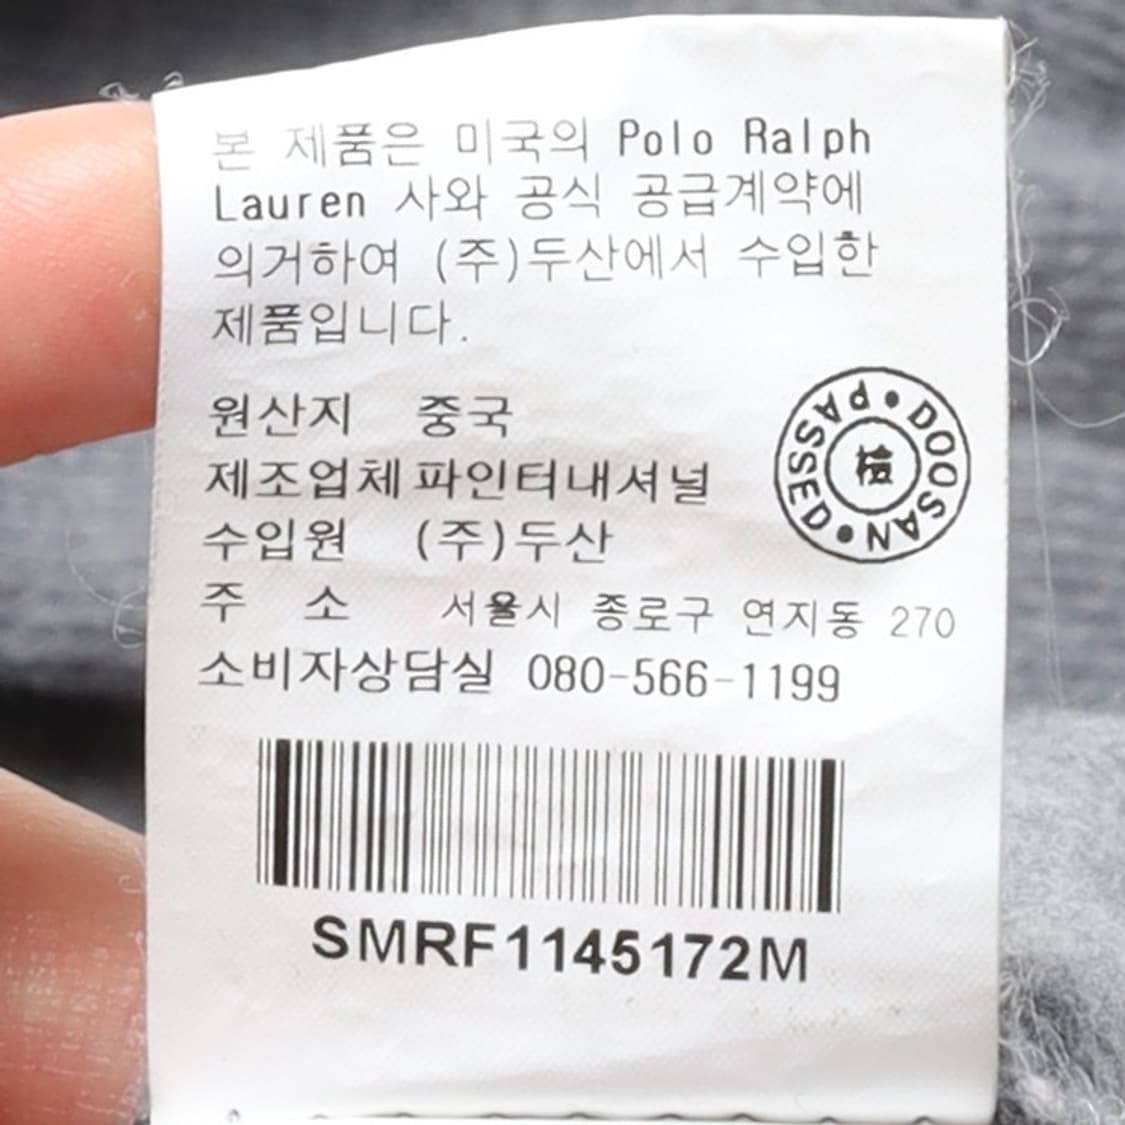 본 제품은 미국의 Polo Ralph
Lauren 사와 공식 공급계약에
의거하여 (주)두산에서 수입한
제품입니다.
원산지 중국
제조업체 파인터내셔널
수입원 (주)두산
주 소 서울시 종로구 연지동 270
소비자상담실 080-566-1199
PASSED • DOOSAN •
檢
SMRF1145172M